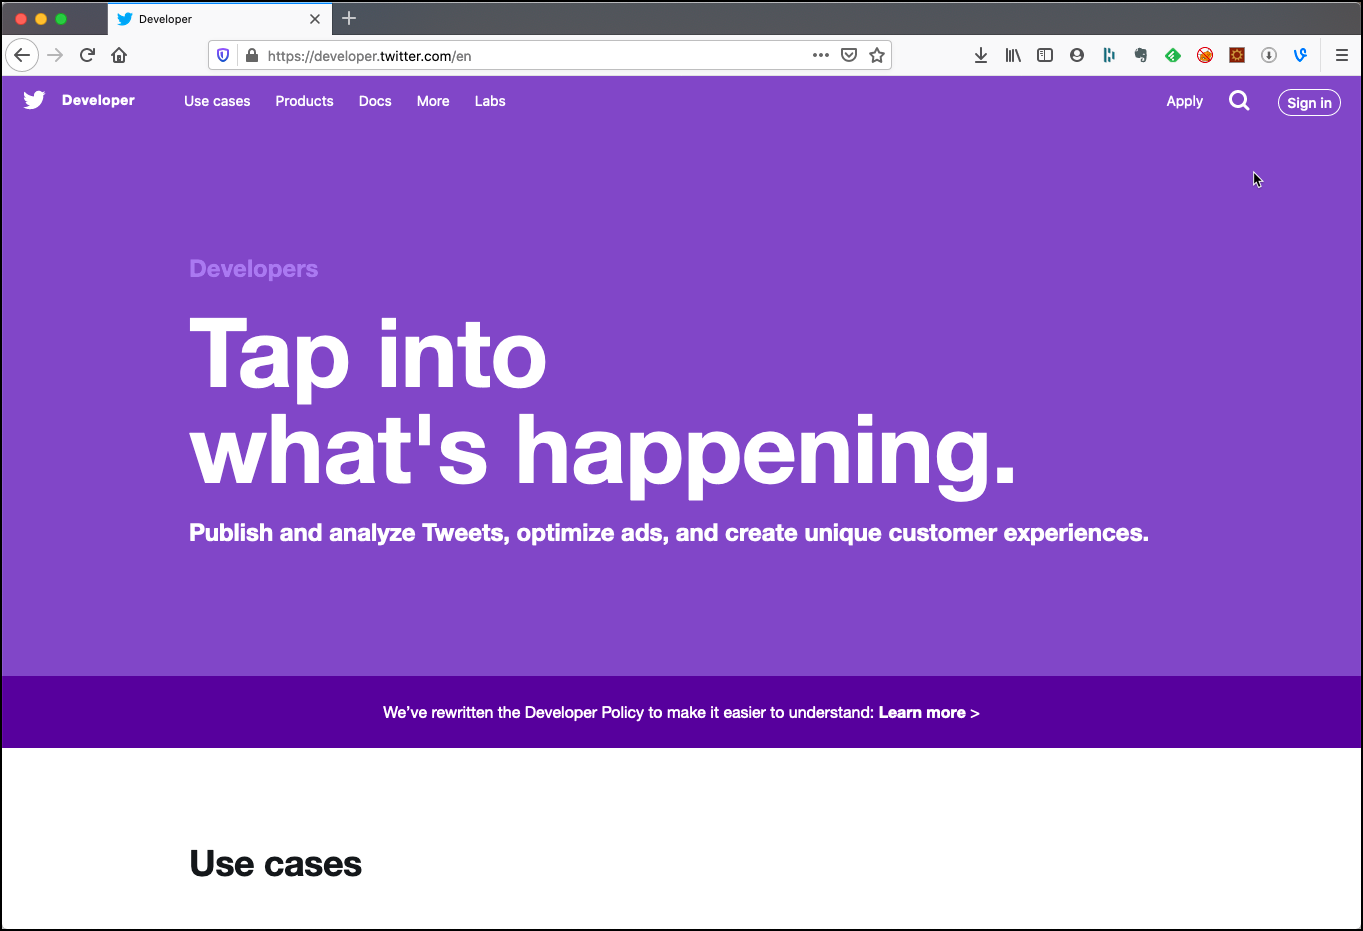 Developer
https://developer.twitter.com/en
Developer
Use cases
Products
Docs
More
Labs
Apply
Sign in
Developers
Tap into
what's happening.
Publish and analyze Tweets, optimize ads, and create unique customer experiences.
We’ve rewritten the Developer Policy to make it easier to understand: Learn more >
Use cases